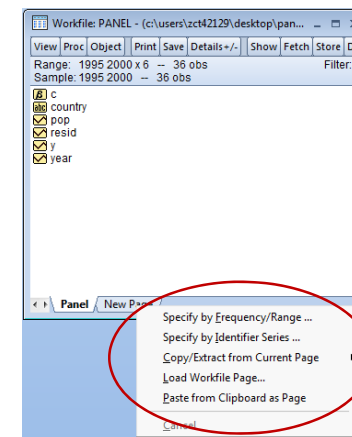 Workfile: PANEL - (c:\users\zct42129\desktop\pan...
View Proc Object Print Save Details+/- Show Fetch Store D
Range: 1995 2000 x 6 -- 36 obs Filter:
Sample: 1995 2000 -- 36 obs
β c
abc country
pop
resid
y
year
Panel New Page
Specify by Frequency/Range ...
Specify by Identifier Series ...
Copy/Extract from Current Page
Load Workfile Page...
Paste from Clipboard as Page
Cancel